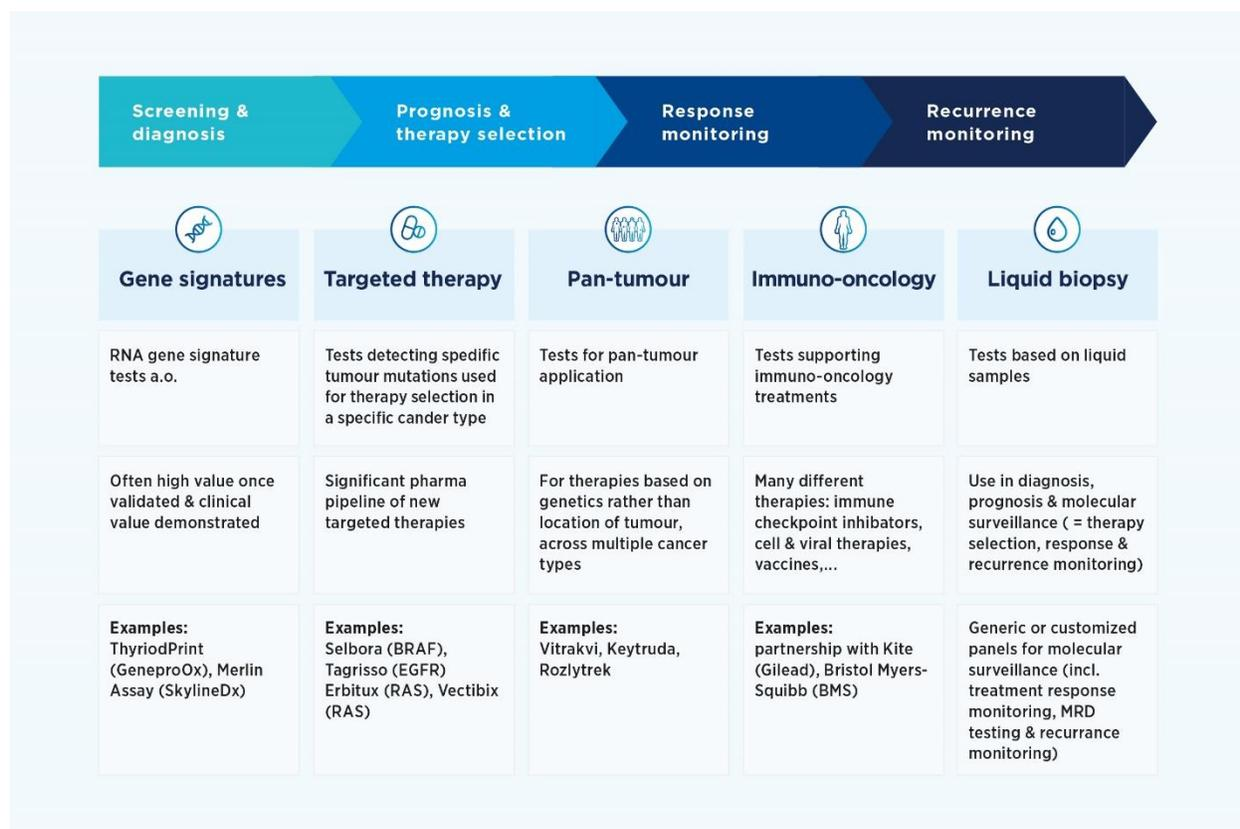 Screening &
diagnosis
Prognosis &
therapy selection
Response
monitoring
Recurrence
monitoring
Gene signatures
Targeted therapy
Pan-tumour
Immuno-oncology
Liquid biopsy
RNA gene signature
tests a.o.
Tests detecting spedific
tumour mutations used
for therapy selection in
a specific cander type
Tests for pan-tumour
application
Tests supporting
immuno-oncology
treatments
Tests based on liquid
samples
Often high value once
validated & clinical
value demonstrated
Significant pharma
pipeline of new
targeted therapies
For therapies based on
genetics rather than
location of tumour,
across multiple cancer
types
Many different
therapies: immune
checkpoint inhibators,
cell & viral therapies,
vaccines,...
Use in diagnosis,
prognosis & molecular
surveillance ( = therapy
selection, response &
recurrence monitoring)
Examples:
ThyriodPrint
(GeneproOx), Merlin
Assay (SkylineDx)
Examples:
Selbora (BRAF),
Tagrisso (EGFR)
Erbitux (RAS), Vectibix
(RAS)
Examples:
Vitrakvi, Keytruda,
Rozlytrek
Examples:
partnership with Kite
(Gilead), Bristol Myers-
Squibb (BMS)
Generic or customized
panels for molecular
surveillance (incl.
treatment response
monitoring, MRD
testing & recurrance
monitoring)